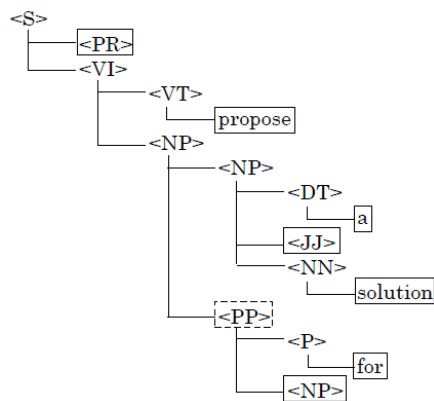 <S>
<PR>
<VI>
<VT>
propose
<NP>
<NP>
<DT>
a
<JJ>
<NN>
solution
<PP>
<P>
for
<NP>